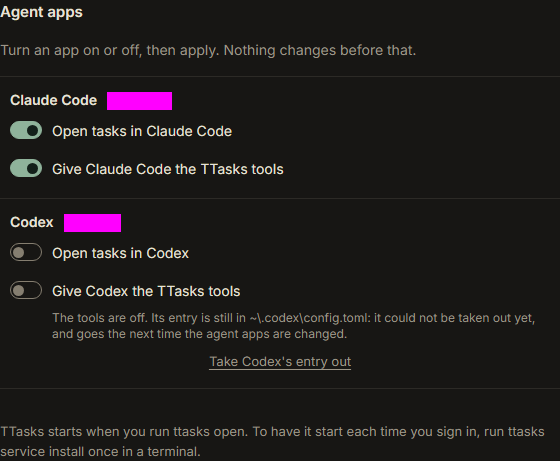 Agent apps
Turn an app on or off, then apply. Nothing changes before that.
Claude Code
Open tasks in Claude Code
Give Claude Code the TTasks tools
Codex
Open tasks in Codex
Give Codex the TTasks tools
The tools are off. Its entry is still in ~\.codex\config.toml: it could not be taken out yet,
and goes the next time the agent apps are changed.
Take Codex's entry out
TTasks starts when you run ttasks open. To have it start each time you sign in, run ttasks
service install once in a terminal.